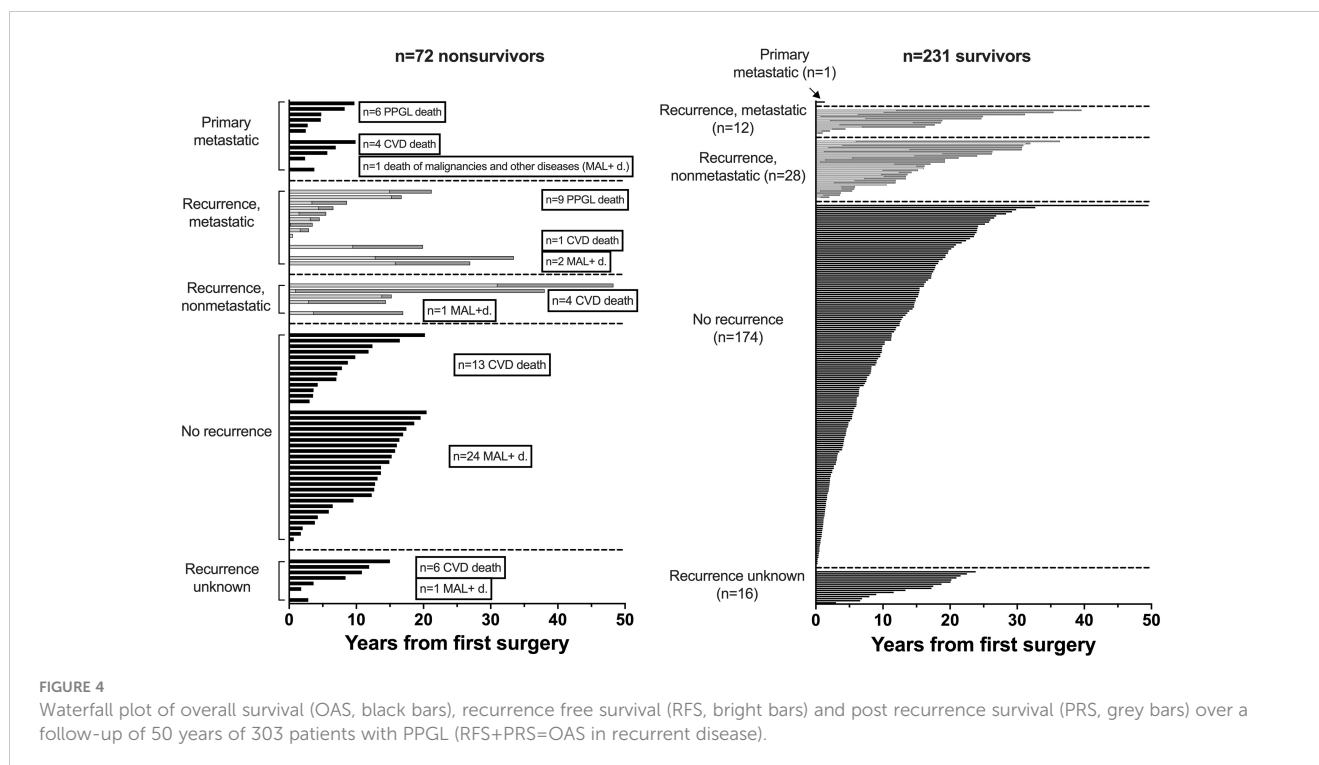 n=72 nonsurvivors
Primary
metastatic
n=6 PPGL death
n=4 CVD death
n=1 death of malignancies and other diseases (MAL+ d.)
Recurrence,
metastatic
n=9 PPGL death
n=1 CVD death
n=2 MAL+ d.
Recurrence,
nonmetastatic
n=4 CVD death
n=1 MAL+d.
No recurrence
n=13 CVD death
n=24 MAL+ d.
Recurrence
unknown
n=6 CVD death
n=1 MAL+ d.
0 10 20 30 40 50
Years from first surgery
n=231 survivors
Primary
metastatic (n=1)
Recurrence, metastatic
(n=12)
Recurrence,
nonmetastatic (n=28)
No recurrence
(n=174)
Recurrence unknown
(n=16)
0 10 20 30 40 50
Years from first surgery
FIGURE 4
Waterfall plot of overall survival (OAS, black bars), recurrence free survival (RFS, bright bars) and post recurrence survival (PRS, grey bars) over a
follow-up of 50 years of 303 patients with PPGL (RFS+PRS=OAS in recurrent disease).